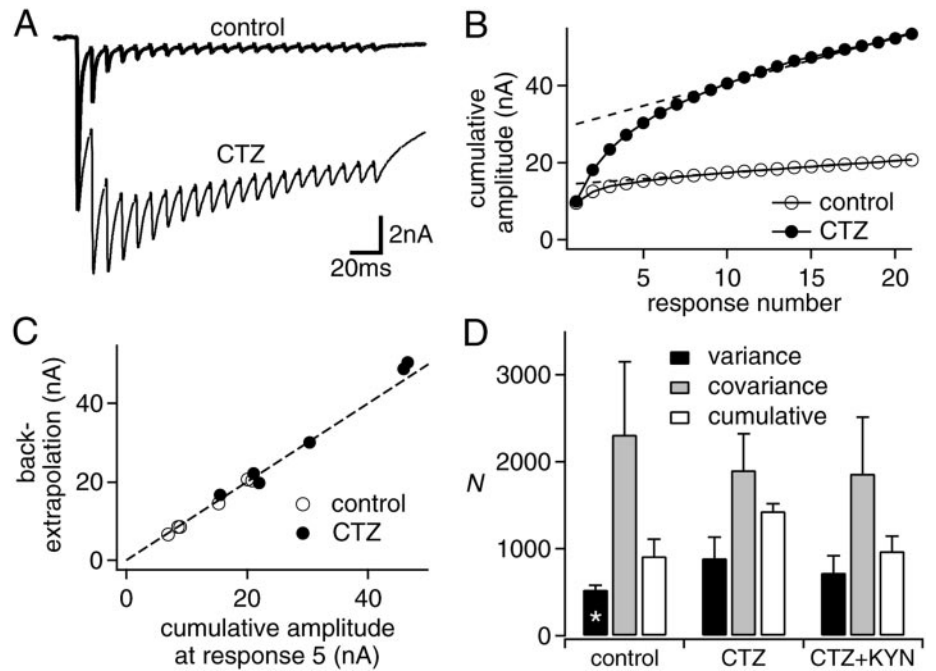 A
control
CTZ
2nA
20ms
B
cumulative
amplitude (nA)
40
20
0
5
10
15
20
response number
control
CTZ
C
back-
extrapolation (nA)
40
20
0
0
20
40
control
CTZ
cumulative amplitude
at response 5 (nA)
D
N
3000
2000
1000
0
variance
covariance
cumulative
*
control
CTZ
CTZ+KYN